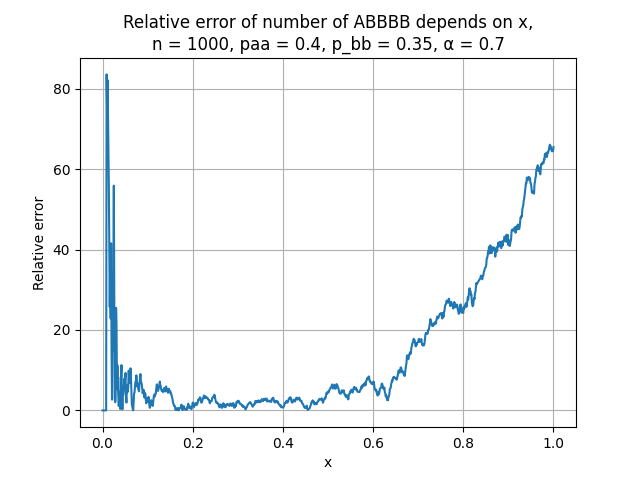 Relative error of number of ABBBB depends on x,
n = 1000, paa = 0.4, p_bb = 0.35, α = 0.7
80
60
40
20
0
Relative error
0.0 0.2 0.4 0.6 0.8 1.0
x